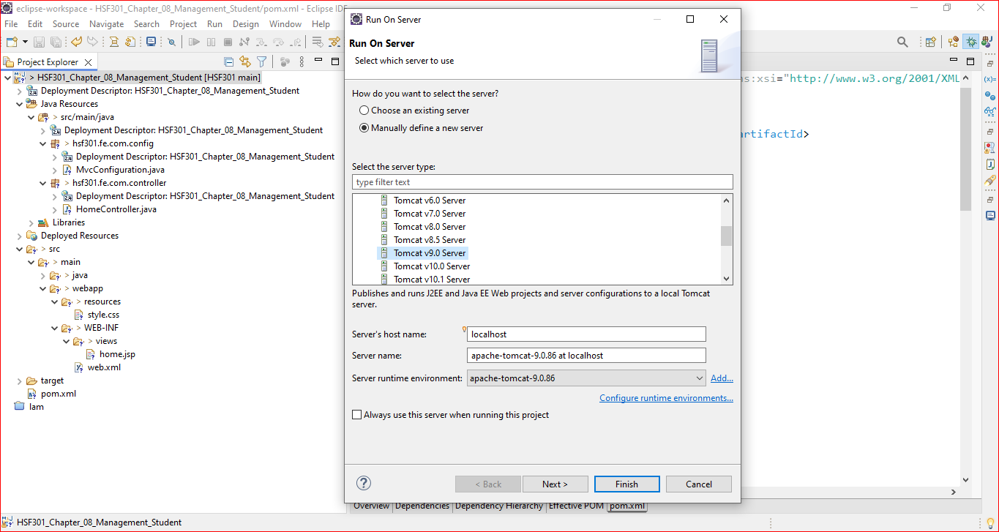 eclipse-workspace - HSF301_Chapter_08_Management_Student/pom.xml - Eclipse IDE
File Edit Source Navigate Search Project Run Design Window Help
Project Explorer
> HSF301_Chapter_08_Management_Student [HSF301 main]
Deployment Descriptor: HSF301_Chapter_08_Management_Student
Java Resources
> src/main/java
Deployment Descriptor: HSF301_Chapter_08_Management_Student
> hsf301.fe.com.config
Deployment Descriptor: HSF301_Chapter_08_Management_Student
MvcConfiguration.java
> hsf301.fe.com.controller
Deployment Descriptor: HSF301_Chapter_08_Management_Student
HomeController.java
Libraries
Deployed Resources
> src
> main
> java
> webapp
> resources
style.css
> WEB-INF
> views
home.jsp
web.xml
target
pom.xml
lam
Run On Server
Run On Server
Select which server to use
How do you want to select the server?
Choose an existing server
Manually define a new server
Select the server type:
type filter text
Tomcat v6.0 Server
Tomcat v7.0 Server
Tomcat v8.0 Server
Tomcat v8.5 Server
Tomcat v9.0 Server
Tomcat v10.0 Server
Tomcat v10.1 Server
Publishes and runs J2EE and Java EE Web projects and server configurations to a local Tomcat
server.
Server's host name: localhost
Server name: apache-tomcat-9.0.86 at localhost
Server runtime environment: apache-tomcat-9.0.86 Add...
Configure runtime environments...
Always use this server when running this project
< Back Next > Finish Cancel
ns:xsi="http://www.w3.org/2001/XML
artifactId>
Overview Dependencies Dependency Hierarchy Effective POM pom.xml
HSF301_Chapter_08_Management_Student